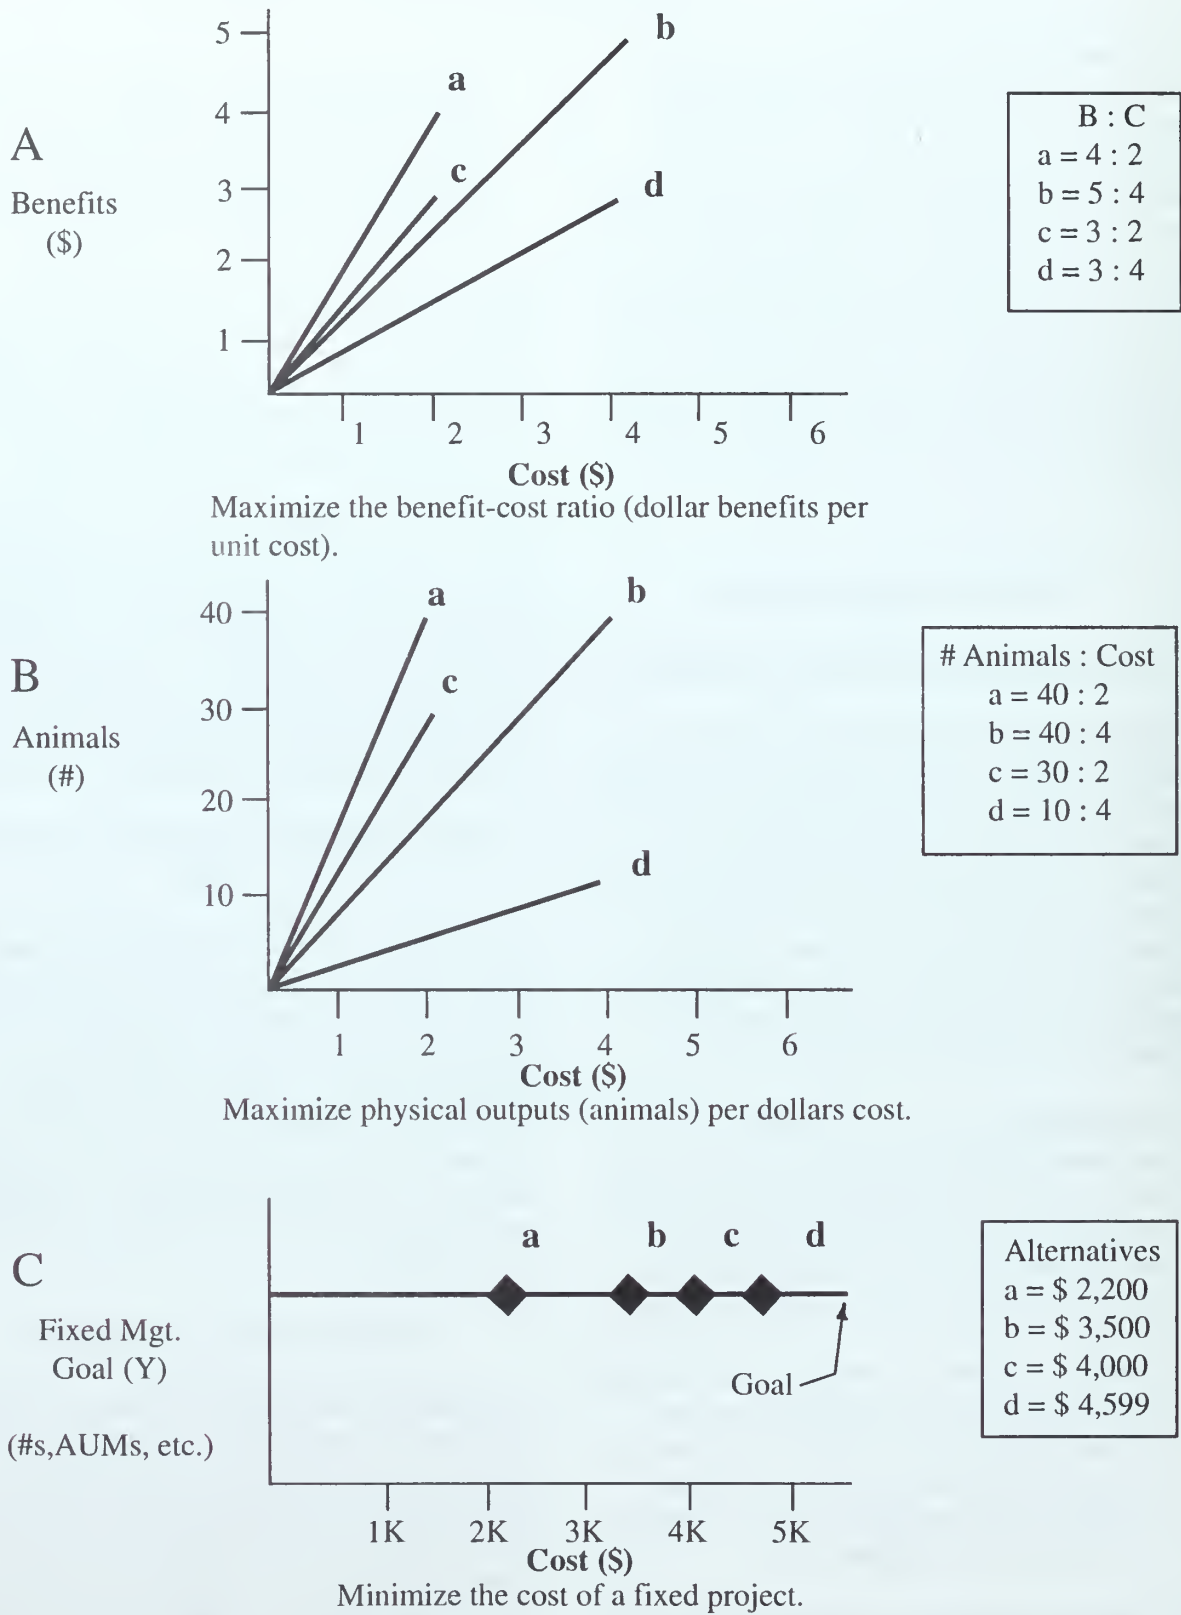 5
4
3
2
1
a
b
c
d
A
Benefits
($)
B : C
a = 4 : 2
b = 5 : 4
c = 3 : 2
d = 3 : 4
1 2 3 4 5 6
Cost ($)
Maximize the benefit-cost ratio (dollar benefits per
unit cost).
40
30
20
10
a
b
c
d
B
Animals
(#)
# Animals : Cost
a = 40 : 2
b = 40 : 4
c = 30 : 2
d = 10 : 4
1 2 3 4 5 6
Cost ($)
Maximize physical outputs (animals) per dollars cost.
a b c d
C
Fixed Mgt.
Goal (Y)
(#s,AUMs, etc.)
Goal
Alternatives
a = $ 2,200
b = $ 3,500
c = $ 4,000
d = $ 4,599
1K 2K 3K 4K 5K
Cost ($)
Minimize the cost of a fixed project.